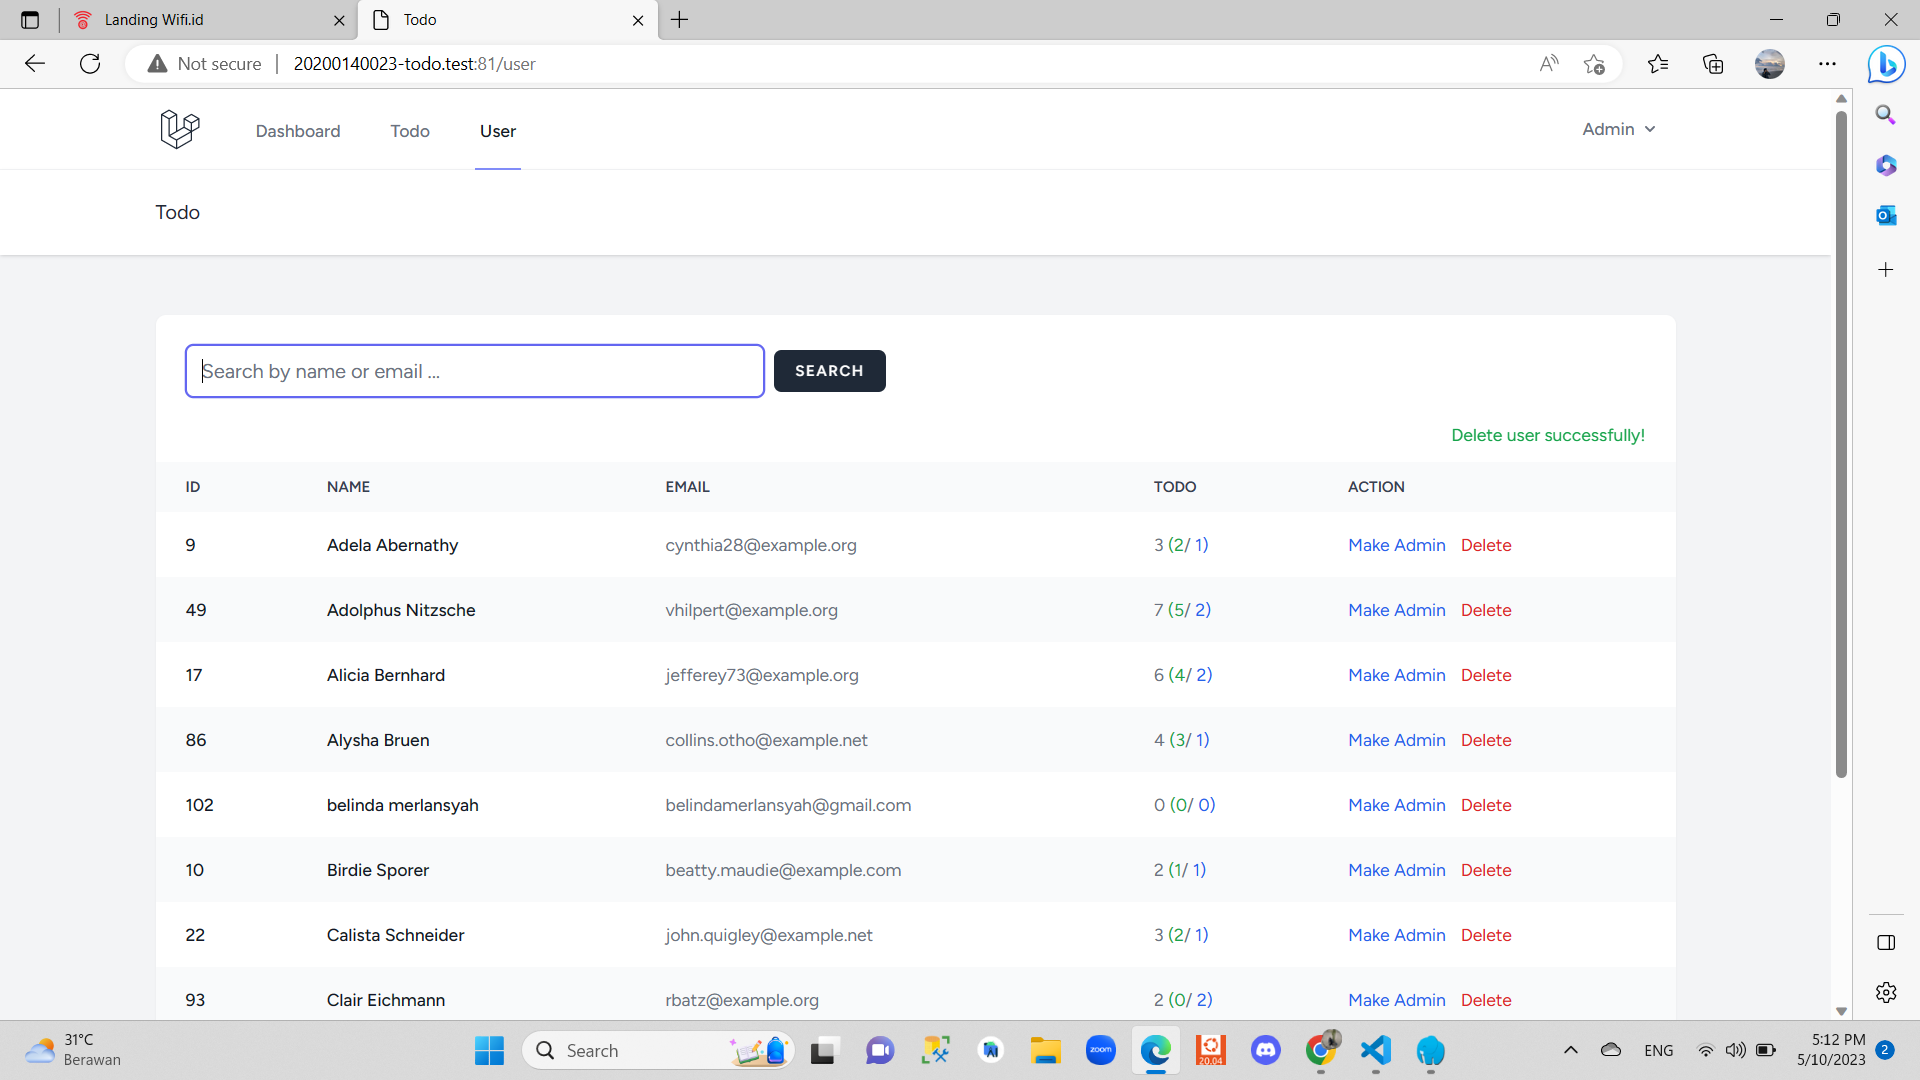 Landing Wifi.id
Todo
Not secure
20200140023-todo.test:81/user
Dashboard Todo User
Admin
Todo
Search by name or email ...
SEARCH
Delete user successfully!
ID NAME EMAIL TODO ACTION
9 Adela Abernathy cynthia28@example.org 3 (2/ 1) Make Admin Delete
49 Adolphus Nitzsche vhilpert@example.org 7 (5/ 2) Make Admin Delete
17 Alicia Bernhard jefferey73@example.org 6 (4/ 2) Make Admin Delete
86 Alysha Bruen collins.otho@example.net 4 (3/ 1) Make Admin Delete
102 belinda merlansyah belindamerlansyah@gmail.com 0 (0/ 0) Make Admin Delete
10 Birdie Sporer beatty.maudie@example.com 2 (1/ 1) Make Admin Delete
22 Calista Schneider john.quigley@example.net 3 (2/ 1) Make Admin Delete
93 Clair Eichmann rbatz@example.org 2 (0/ 2) Make Admin Delete
31°C
Berawan
Search
zoom
20.04
ENG
5:12 PM
5/10/2023
2